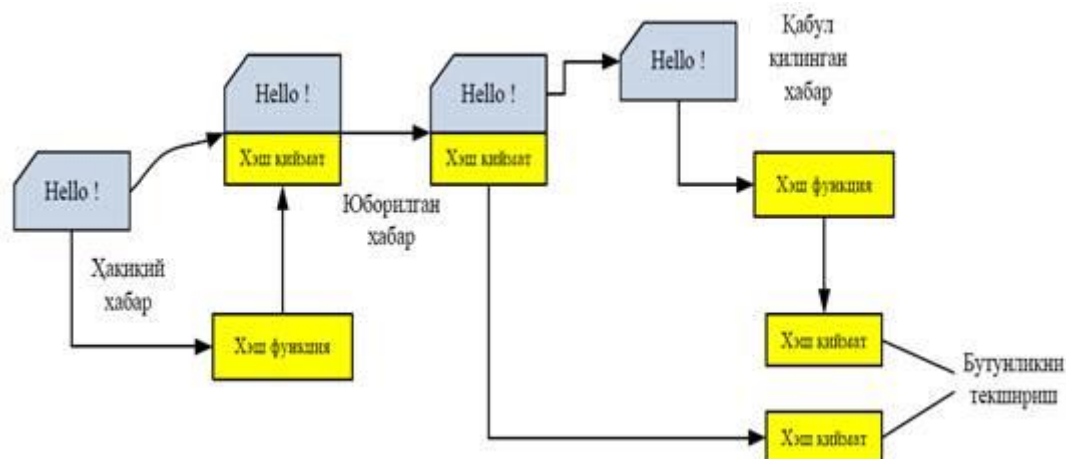 Hello !
Ҳақиқий
хабар
Хэш функция
Hello !
Хэш қиймат
Юборилган
хабар
Hello !
Хэш қиймат
Hello !
Қабул
қилинган
хабар
Хэш функция
Хэш қиймат
Хэш қиймат
Бутунликни
текшириш